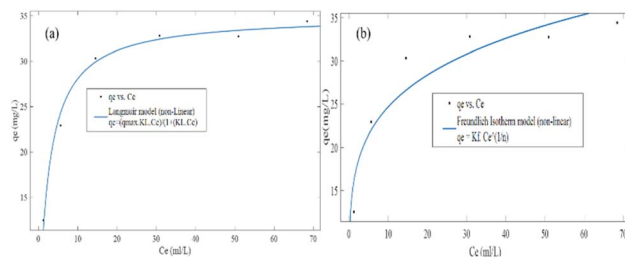 (a)
35
30
25
20
15
qe (mg/L)
qe vs. Ce
Langmuir model (non-Linear)
qe=(qmax.KL.Ce)/(1+(KL.Ce)
0 10 20 30 40 50 60 70
Ce (ml/L)
(b)
35
30
25
20
15
qe(mg/L)
qe vs. Ce
Freundlich Isotherm model (non-linear)
qe = Kf. Ce^(1/n)
0 10 20 30 40 50 60 70
Ce (ml/L)